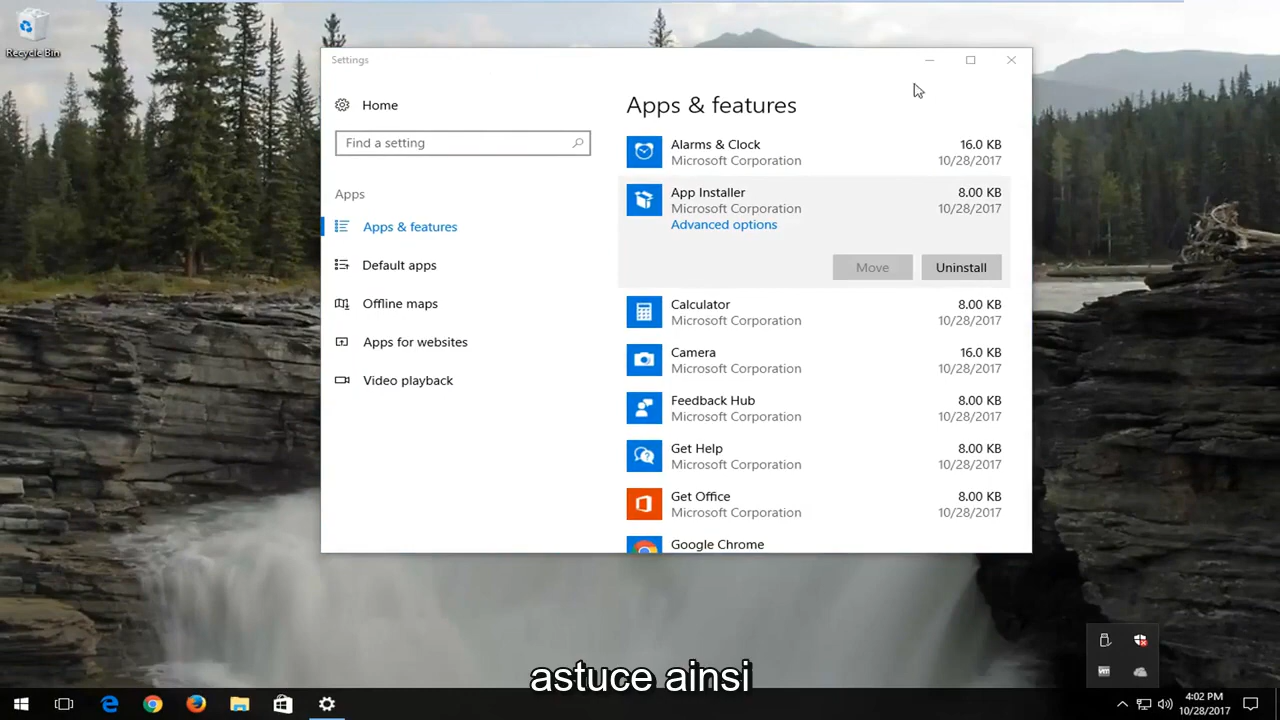 Recycle Bin
Settings
Home
Find a setting
Apps
Apps & features
Default apps
Offline maps
Apps for websites
Video playback
Apps & features
Alarms & Clock 16.0 KB
Microsoft Corporation 10/28/2017
App Installer 8.00 KB
Microsoft Corporation 10/28/2017
Advanced options
Move Uninstall
Calculator 8.00 KB
Microsoft Corporation 10/28/2017
Camera 16.0 KB
Microsoft Corporation 10/28/2017
Feedback Hub 8.00 KB
Microsoft Corporation 10/28/2017
Get Help 8.00 KB
Microsoft Corporation 10/28/2017
Get Office 8.00 KB
Microsoft Corporation 10/28/2017
Google Chrome
astuce ainsi
4:02 PM
10/28/2017